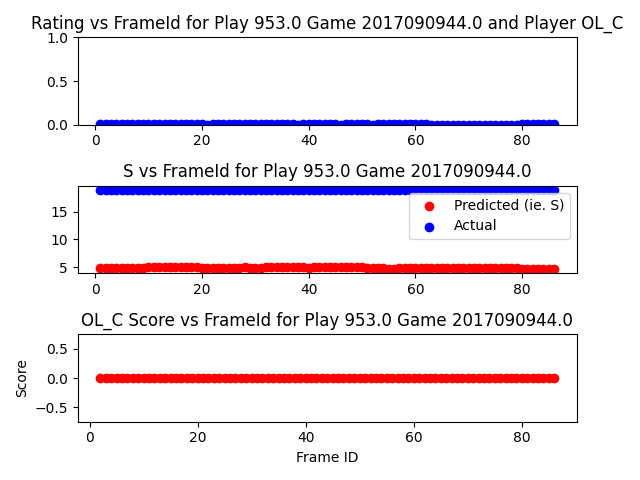 Rating vs FrameId for Play 953.0 Game 2017090944.0 and Player OL_C
1.0
0.5
0.0
0 20 40 60 80
S vs FrameId for Play 953.0 Game 2017090944.0
15
10
5
Predicted (ie. S)
Actual
0 20 40 60 80
OL_C Score vs FrameId for Play 953.0 Game 2017090944.0
Score
0.5
0.0
−0.5
0 20 40 60 80
Frame ID